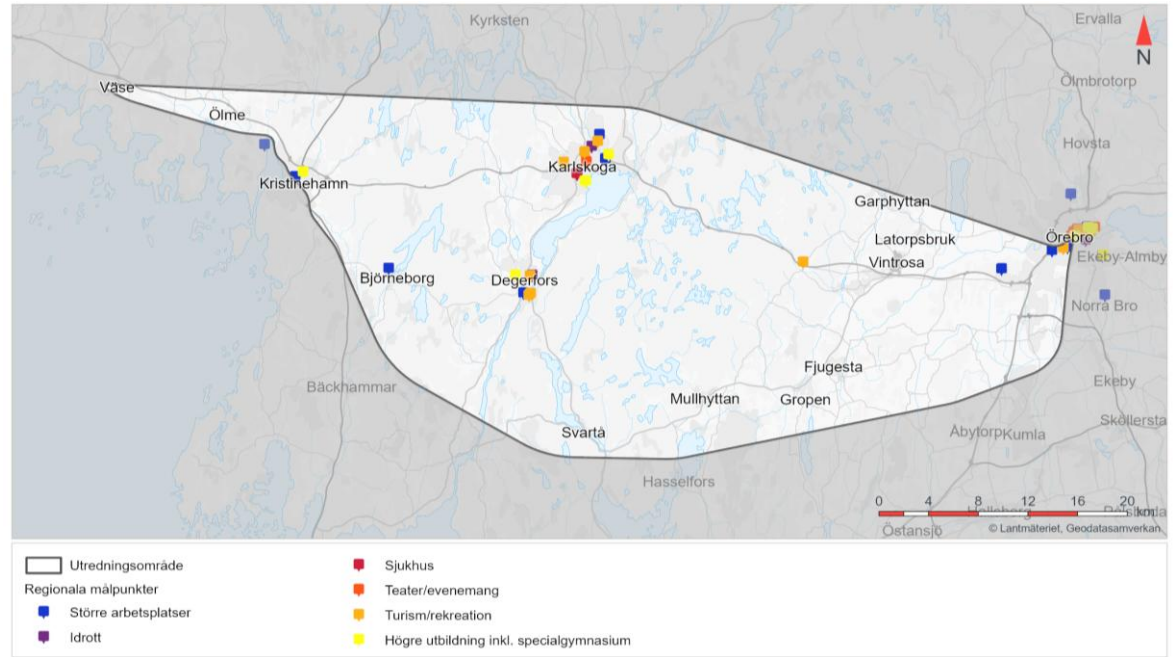 Kyrksten
Ervalla
N
Väse
Ölmbrotorp
Ölme
Hovsta
Karlskoga
Kristinehamn
Garphyttan
Örebro
Latorpsbruk
Ekeby-Almby
Vintrosa
Björneborg
Degerfors
Norra Bro
Fjugesta
Bäckhammar
Ekeby
Mullhyttan
Gropen
Sköllersta
Svartå
Åbytorp
Kumla
Hasselfors
0 4 8 12 16 20
km
© Lantmäteriet, Geodatasamverkan.
Östansjö
Utredningsområde
Regionala målpunkter
Större arbetsplatser
Idrott
Sjukhus
Teater/evenemang
Turism/rekreation
Högre utbildning inkl. specialgymnasium